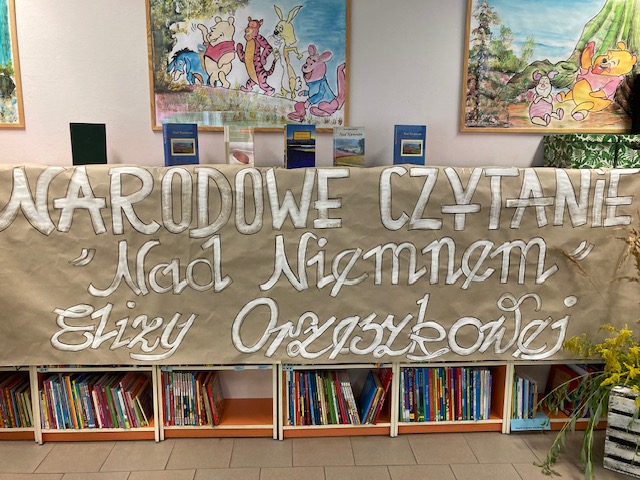 NARODOWE CZYTANIE
"Nad Niemnem"
Elizy Orzeszkowej